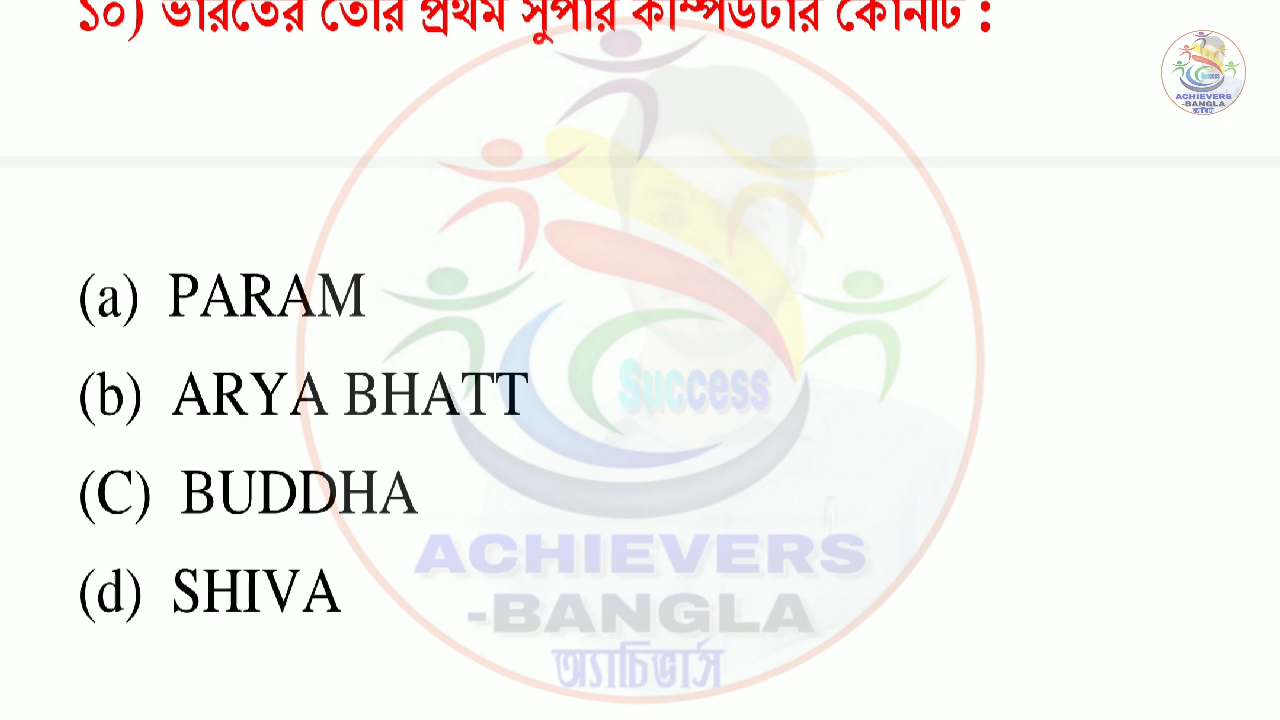 ১০) ভারতের তৈরি প্রথম সুপার কম্পিউটার কোনটি :
(a) PARAM
(b) ARYA BHATT
(C) BUDDHA
(d) SHIVA
Success
ACHIEVERS
-BANGLA
অ্যাচিভার্স
ACHIEVERS
-BANGLA